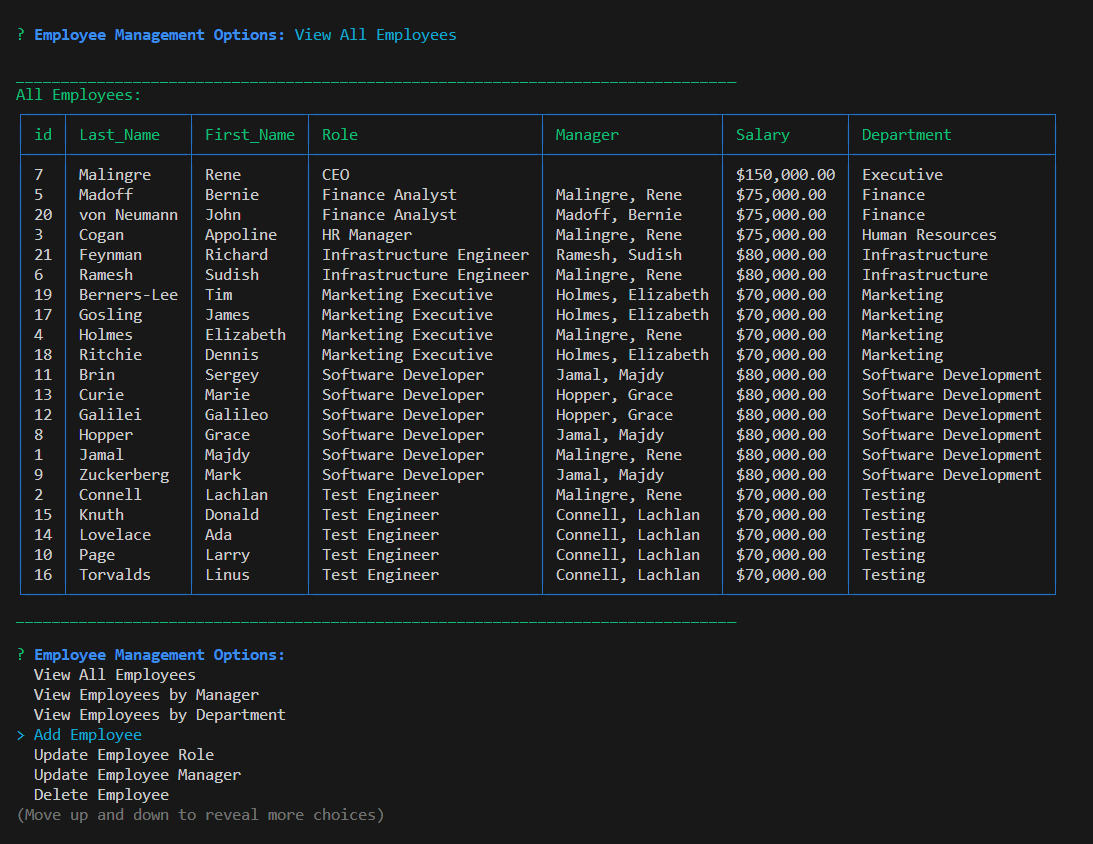 ? Employee Management Options: View All Employees
________________________________________________________________________________
All Employees:
id Last_Name First_Name Role Manager Salary Department
7 Malingre Rene CEO $150,000.00 Executive
5 Madoff Bernie Finance Analyst Malingre, Rene $75,000.00 Finance
20 von Neumann John Finance Analyst Madoff, Bernie $75,000.00 Finance
3 Cogan Appoline HR Manager Malingre, Rene $75,000.00 Human Resources
21 Feynman Richard Infrastructure Engineer Ramesh, Sudish $80,000.00 Infrastructure
6 Ramesh Sudish Infrastructure Engineer Malingre, Rene $80,000.00 Infrastructure
19 Berners-Lee Tim Marketing Executive Holmes, Elizabeth $70,000.00 Marketing
17 Gosling James Marketing Executive Holmes, Elizabeth $70,000.00 Marketing
4 Holmes Elizabeth Marketing Executive Malingre, Rene $70,000.00 Marketing
18 Ritchie Dennis Marketing Executive Holmes, Elizabeth $70,000.00 Marketing
11 Brin Sergey Software Developer Jamal, Majdy $80,000.00 Software Development
13 Curie Marie Software Developer Hopper, Grace $80,000.00 Software Development
12 Galilei Galileo Software Developer Hopper, Grace $80,000.00 Software Development
8 Hopper Grace Software Developer Jamal, Majdy $80,000.00 Software Development
1 Jamal Majdy Software Developer Malingre, Rene $80,000.00 Software Development
9 Zuckerberg Mark Software Developer Jamal, Majdy $80,000.00 Software Development
2 Connell Lachlan Test Engineer Malingre, Rene $70,000.00 Testing
15 Knuth Donald Test Engineer Connell, Lachlan $70,000.00 Testing
14 Lovelace Ada Test Engineer Connell, Lachlan $70,000.00 Testing
10 Page Larry Test Engineer Connell, Lachlan $70,000.00 Testing
16 Torvalds Linus Test Engineer Connell, Lachlan $70,000.00 Testing
________________________________________________________________________________
? Employee Management Options:
View All Employees
View Employees by Manager
View Employees by Department
> Add Employee
Update Employee Role
Update Employee Manager
Delete Employee
(Move up and down to reveal more choices)